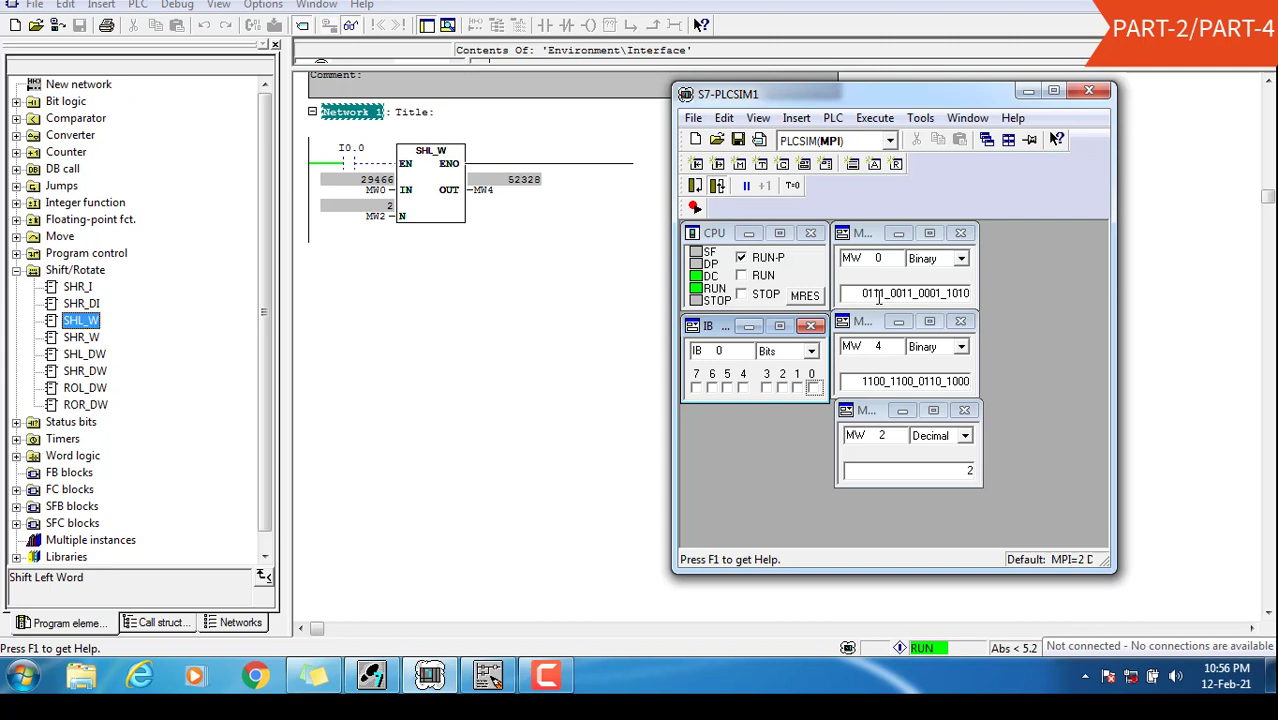 PART-2/PART-4
File Edit Insert PLC Debug View Options Window Help
Contents Of: 'Environment\Interface'
Comment:
Network 1: Title:
I0.0
SHL_W
EN ENO
29466
52328
MW0 IN OUT MW4
2
MW2 N
New network
Bit logic
Comparator
Converter
Counter
DB call
Jumps
Integer function
Floating-point fct.
Move
Program control
Shift/Rotate
SHR_I
SHR_DI
SHL_W
SHR_W
SHL_DW
SHR_DW
ROL_DW
ROR_DW
Status bits
Timers
Word logic
FB blocks
FC blocks
SFB blocks
SFC blocks
Multiple instances
Libraries
Shift Left Word
Program eleme... Call struct... Networks
S7-PLCSIM1
File Edit View Insert PLC Execute Tools Window Help
PLCSIM(MPI)
+1 T=0
CPU
SF
DP
DC
RUN
STOP
RUN-P
RUN
STOP
MRES
M...
MW 0 Binary
0111_0011_0001_1010
IB ...
IB 0 Bits
7 6 5 4 3 2 1 0
M...
MW 4 Binary
1100_1100_0110_1000
M...
MW 2 Decimal
2
Press F1 to get Help.
Default: MPI=2 D
Press F1 to get Help.
RUN
Abs < 5.2
Not connected - No connections are available
10:56 PM
12-Feb-21